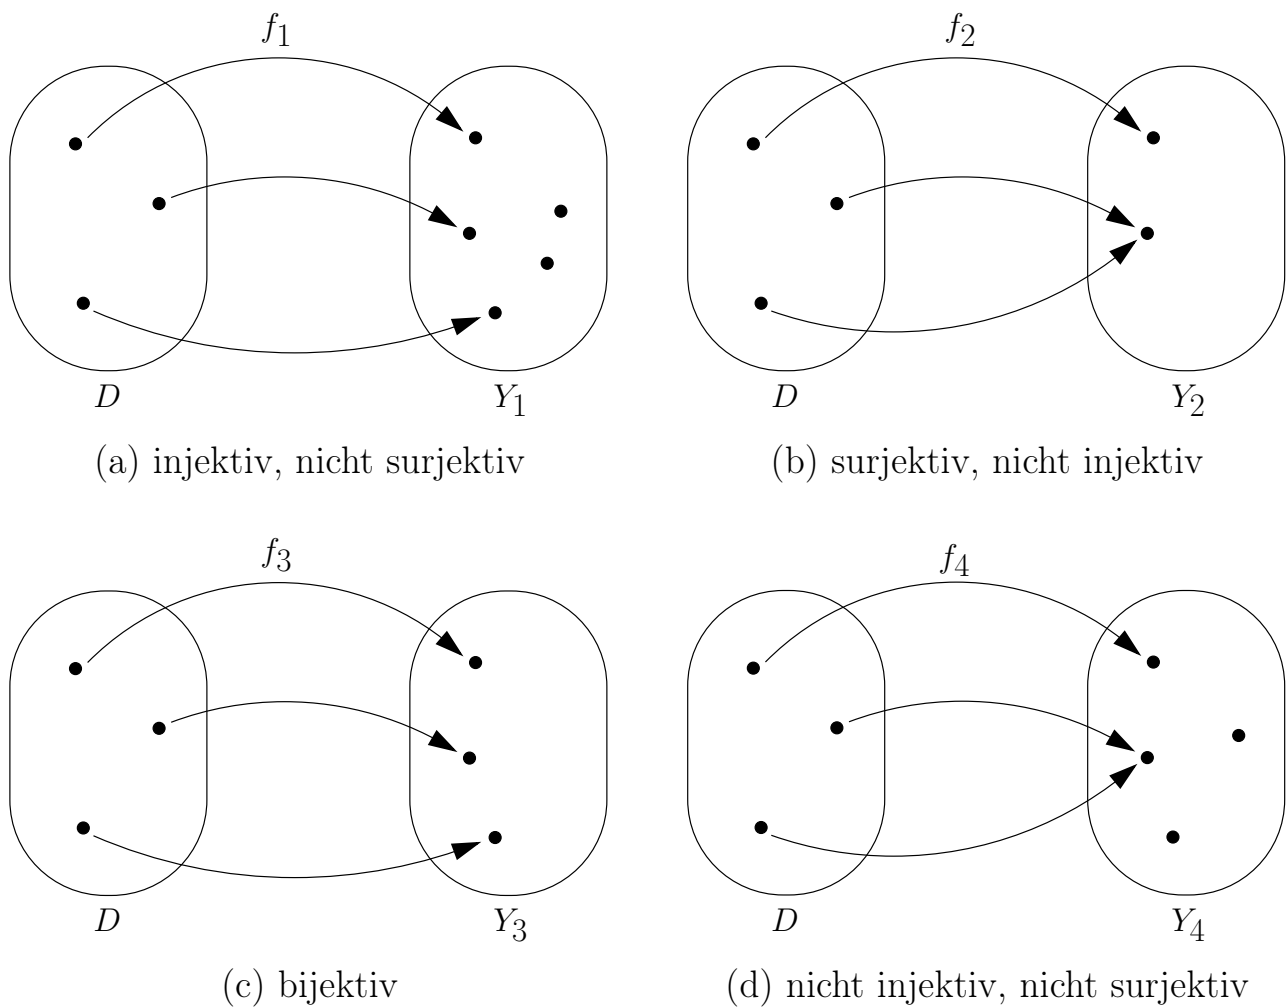 f1 f2
D Y1 D Y2
(a) injektiv, nicht surjektiv (b) surjektiv, nicht injektiv
f3 f4
D Y3 D Y4
(c) bijektiv (d) nicht injektiv, nicht surjektiv